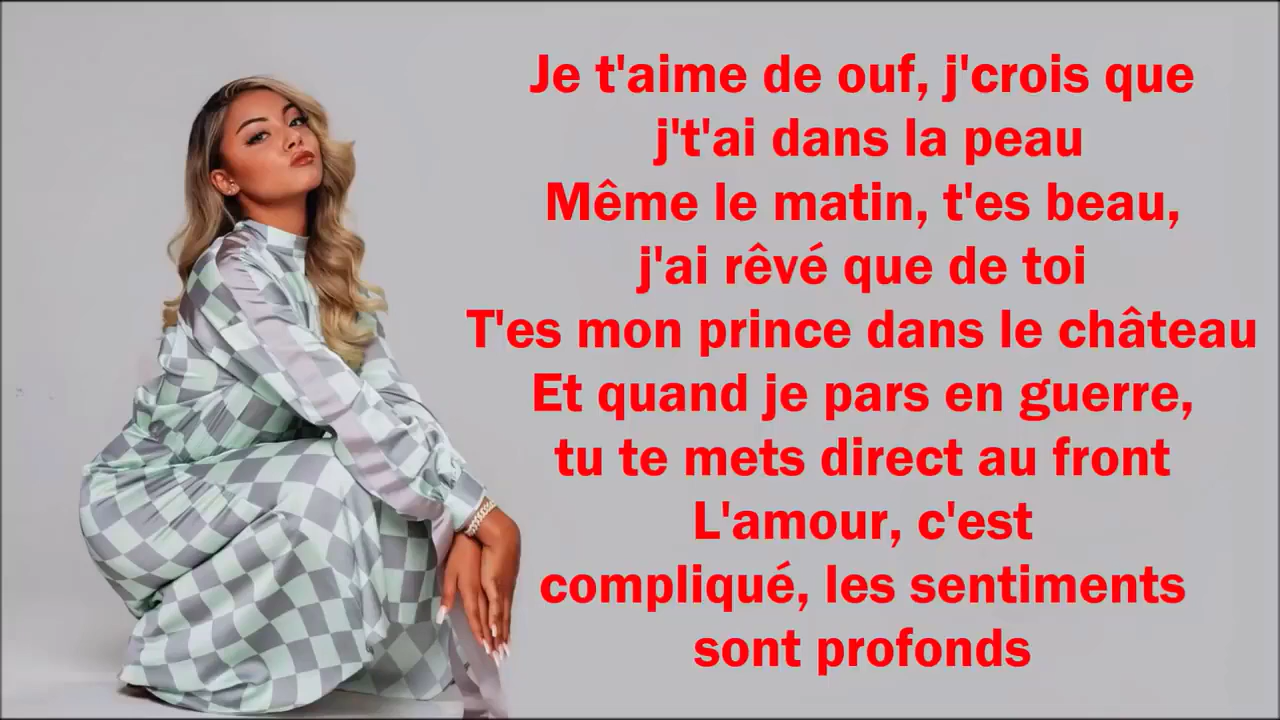 Je t'aime de ouf, j'crois que
j't'ai dans la peau
Même le matin, t'es beau,
j'ai rêvé que de toi
T'es mon prince dans le château
Et quand je pars en guerre,
tu te mets direct au front
L'amour, c'est
compliqué, les sentiments
sont profonds